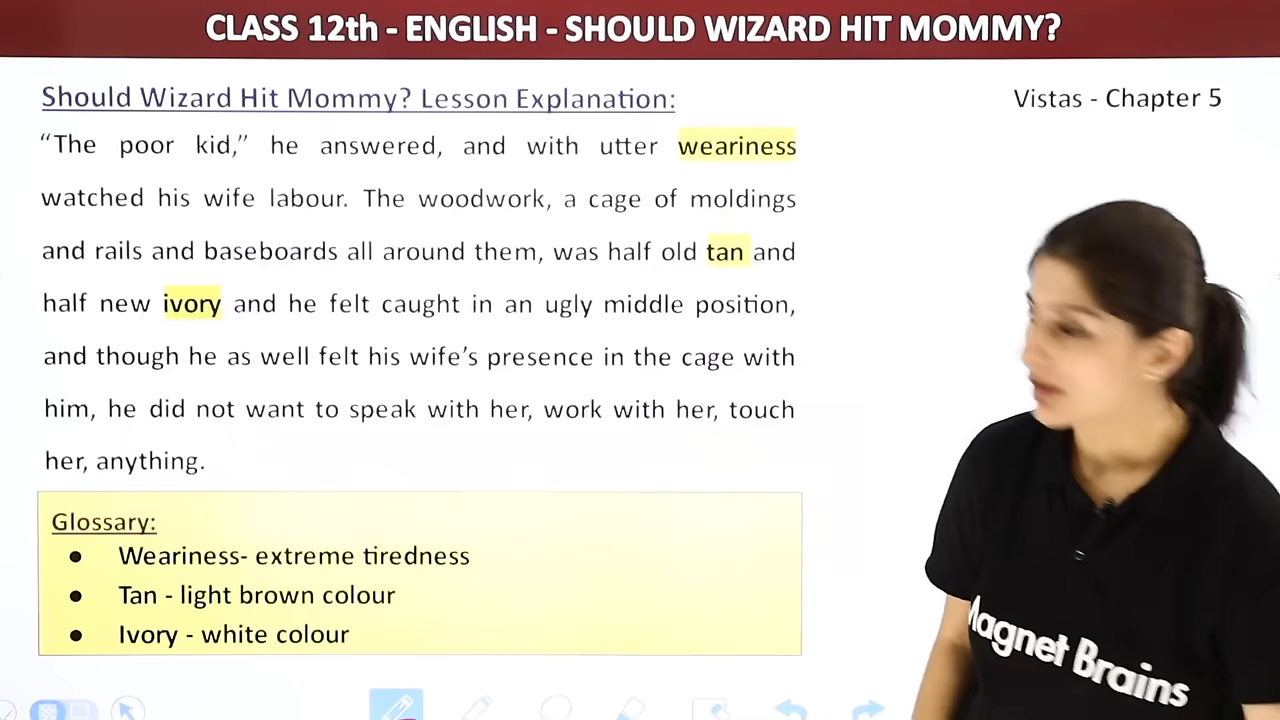 CLASS 12th - ENGLISH - SHOULD WIZARD HIT MOMMY?
Should Wizard Hit Mommy? Lesson Explanation:
Vistas - Chapter 5
“The poor kid,” he answered, and with utter weariness
watched his wife labour. The woodwork, a cage of moldings
and rails and baseboards all around them, was half old tan and
half new ivory and he felt caught in an ugly middle position,
and though he as well felt his wife’s presence in the cage with
him, he did not want to speak with her, work with her, touch
her, anything.
Glossary:
● Weariness- extreme tiredness
● Tan - light brown colour
● Ivory - white colour
Magnet Brains